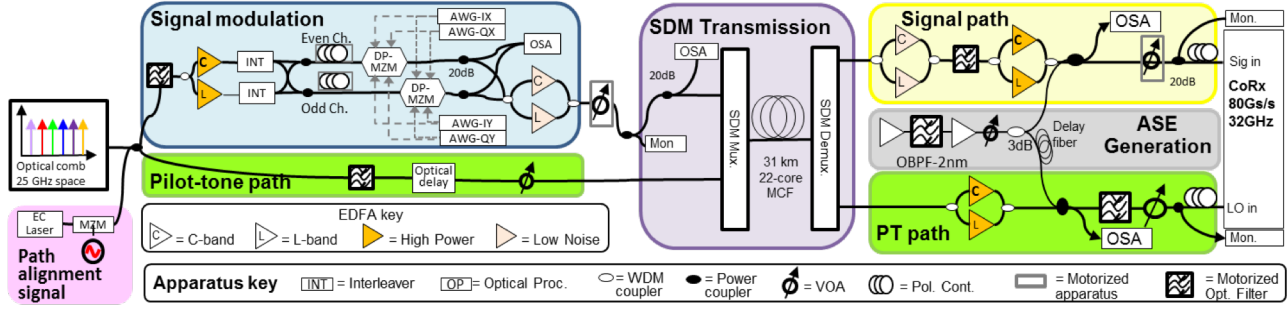 Signal modulation
AWG-IX
AWG-QX
Even Ch.
OSA
C
INT
DP-
MZM
20dB
C
L
INT
DP-
MZM
L
Odd Ch.
AWG-IY
AWG-QY
Optical comb
25 GHz space
Pilot-tone path
Optical
delay
EC
Laser
MZM
Path
alignment
signal
EDFA key
C
= C-band
L
= L-band
= High Power
= Low Noise
SDM Transmission
OSA
20dB
Mon
SDM Mux.
31 km
22-core
MCF
SDM Demux.
Signal path
OSA
Mon.
C
C
L
L
20dB
Sig in
CoRx
80Gs/s
32GHz
OBPF-2nm
3dB
Delay
fiber
ASE
Generation
C
L
LO in
PT path
OSA
Mon.
Apparatus key
INT
= Interleaver
OP
= Optical Proc.
= WDM
coupler
= Power
coupler
= VOA
= Pol. Cont.
= Motorized
apparatus
= Motorized
Opt. Filter